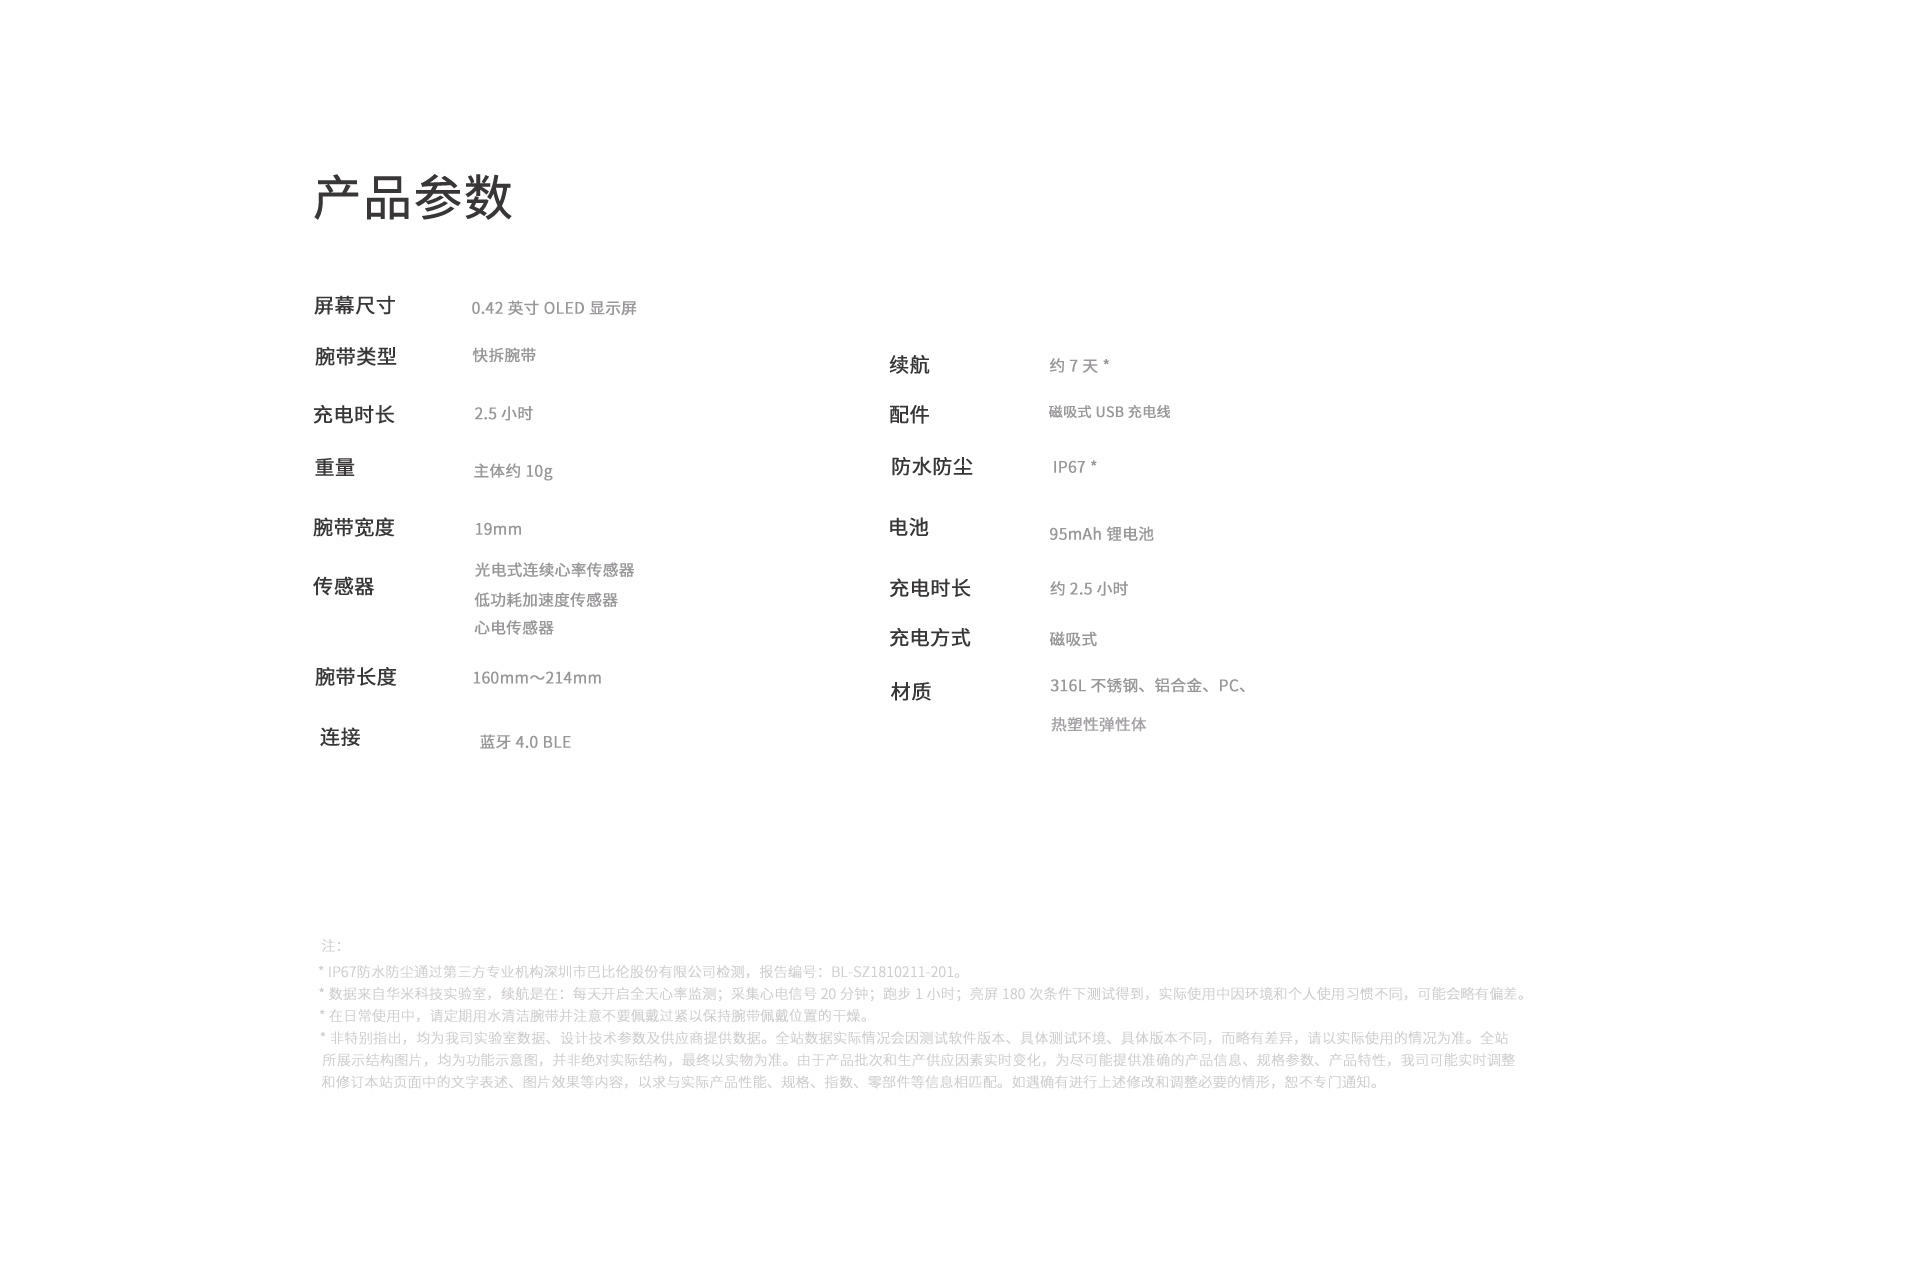 产品参数
屏幕尺寸 0.42 英寸 OLED 显示屏
腕带类型 快拆腕带
充电时长 2.5 小时
重量 主体约 10g
腕带宽度 19mm
传感器 光电式连续心率传感器
低功耗加速度传感器
心电传感器
腕带长度 160mm～214mm
连接 蓝牙 4.0 BLE
续航 约 7 天 *
配件 磁吸式 USB 充电线
防水防尘 IP67 *
电池 95mAh 锂电池
充电时长 约 2.5 小时
充电方式 磁吸式
材质 316L 不锈钢、铝合金、PC、
热塑性弹性体
注：
* IP67防水防尘通过第三方专业机构深圳市巴比伦股份有限公司检测，报告编号：BL-SZ1810211-201。
* 数据来自华米科技实验室，续航是在：每天开启全天心率监测；采集心电信号 20 分钟；跑步 1 小时；亮屏 180 次条件下测试得到，实际使用中因环境和个人使用习惯不同，可能会略有偏差。
* 在日常使用中，请定期用水清洁腕带并注意不要佩戴过紧以保持腕带佩戴位置的干燥。
* 非特别指出，均为我司实验室数据、设计技术参数及供应商提供数据。全站数据实际情况会因测试软件版本、具体测试环境、具体版本不同，而略有差异，请以实际使用的情况为准。全站
所展示结构图片，均为功能示意图，并非绝对实际结构，最终以实物为准。由于产品批次和生产供应因素实时变化，为尽可能提供准确的产品信息、规格参数、产品特性，我司可能实时调整
和修订本站页面中的文字表述、图片效果等内容，以求与实际产品性能、规格、指数、零部件等信息相匹配。如遇确有进行上述修改和调整必要的情形，恕不专门通知。